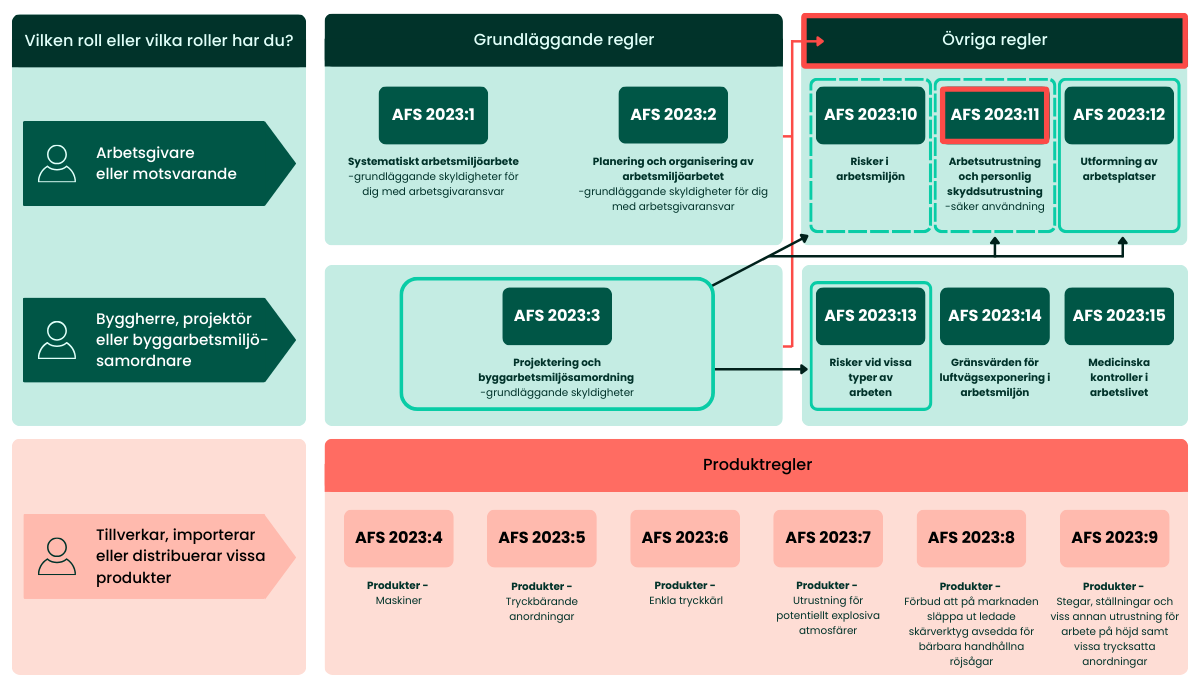 Vilken roll eller vilka roller har du?
Grundläggande regler
Övriga regler
Arbetsgivare
eller motsvarande
AFS 2023:1
Systematiskt arbetsmiljöarbete
-grundläggande skyldigheter för
dig med arbetsgivaransvar
AFS 2023:2
Planering och organisering av
arbetsmiljöarbetet
-grundläggande skyldigheter för dig
med arbetsgivaransvar
AFS 2023:10
Risker i
arbetsmiljön
AFS 2023:11
Arbetsutrustning
och personlig
skyddsutrustning
-säker användning
AFS 2023:12
Utformning av
arbetsplatser
Byggherre, projektör
eller byggarbetsmiljö-
samordnare
AFS 2023:3
Projektering och
byggarbetsmiljösamordning
-grundläggande skyldigheter
AFS 2023:13
Risker vid vissa
typer av
arbeten
AFS 2023:14
Gränsvärden för
luftvägsexponering i
arbetsmiljön
AFS 2023:15
Medicinska
kontroller i
arbetslivet
Produktregler
Tillverkar, importerar
eller distribuerar vissa
produkter
AFS 2023:4
Produkter -
Maskiner
AFS 2023:5
Produkter -
Tryckbärande
anordningar
AFS 2023:6
Produkter -
Enkla tryckkärl
AFS 2023:7
Produkter -
Utrustning för
potentiellt explosiva
atmosfärer
AFS 2023:8
Produkter -
Förbud att på marknaden
släppa ut ledade
skärverktyg avsedda för
bärbara handhållna
röjsågar
AFS 2023:9
Produkter -
Stegar, ställningar och
viss annan utrustning för
arbete på höjd samt
vissa trycksatta
anordningar